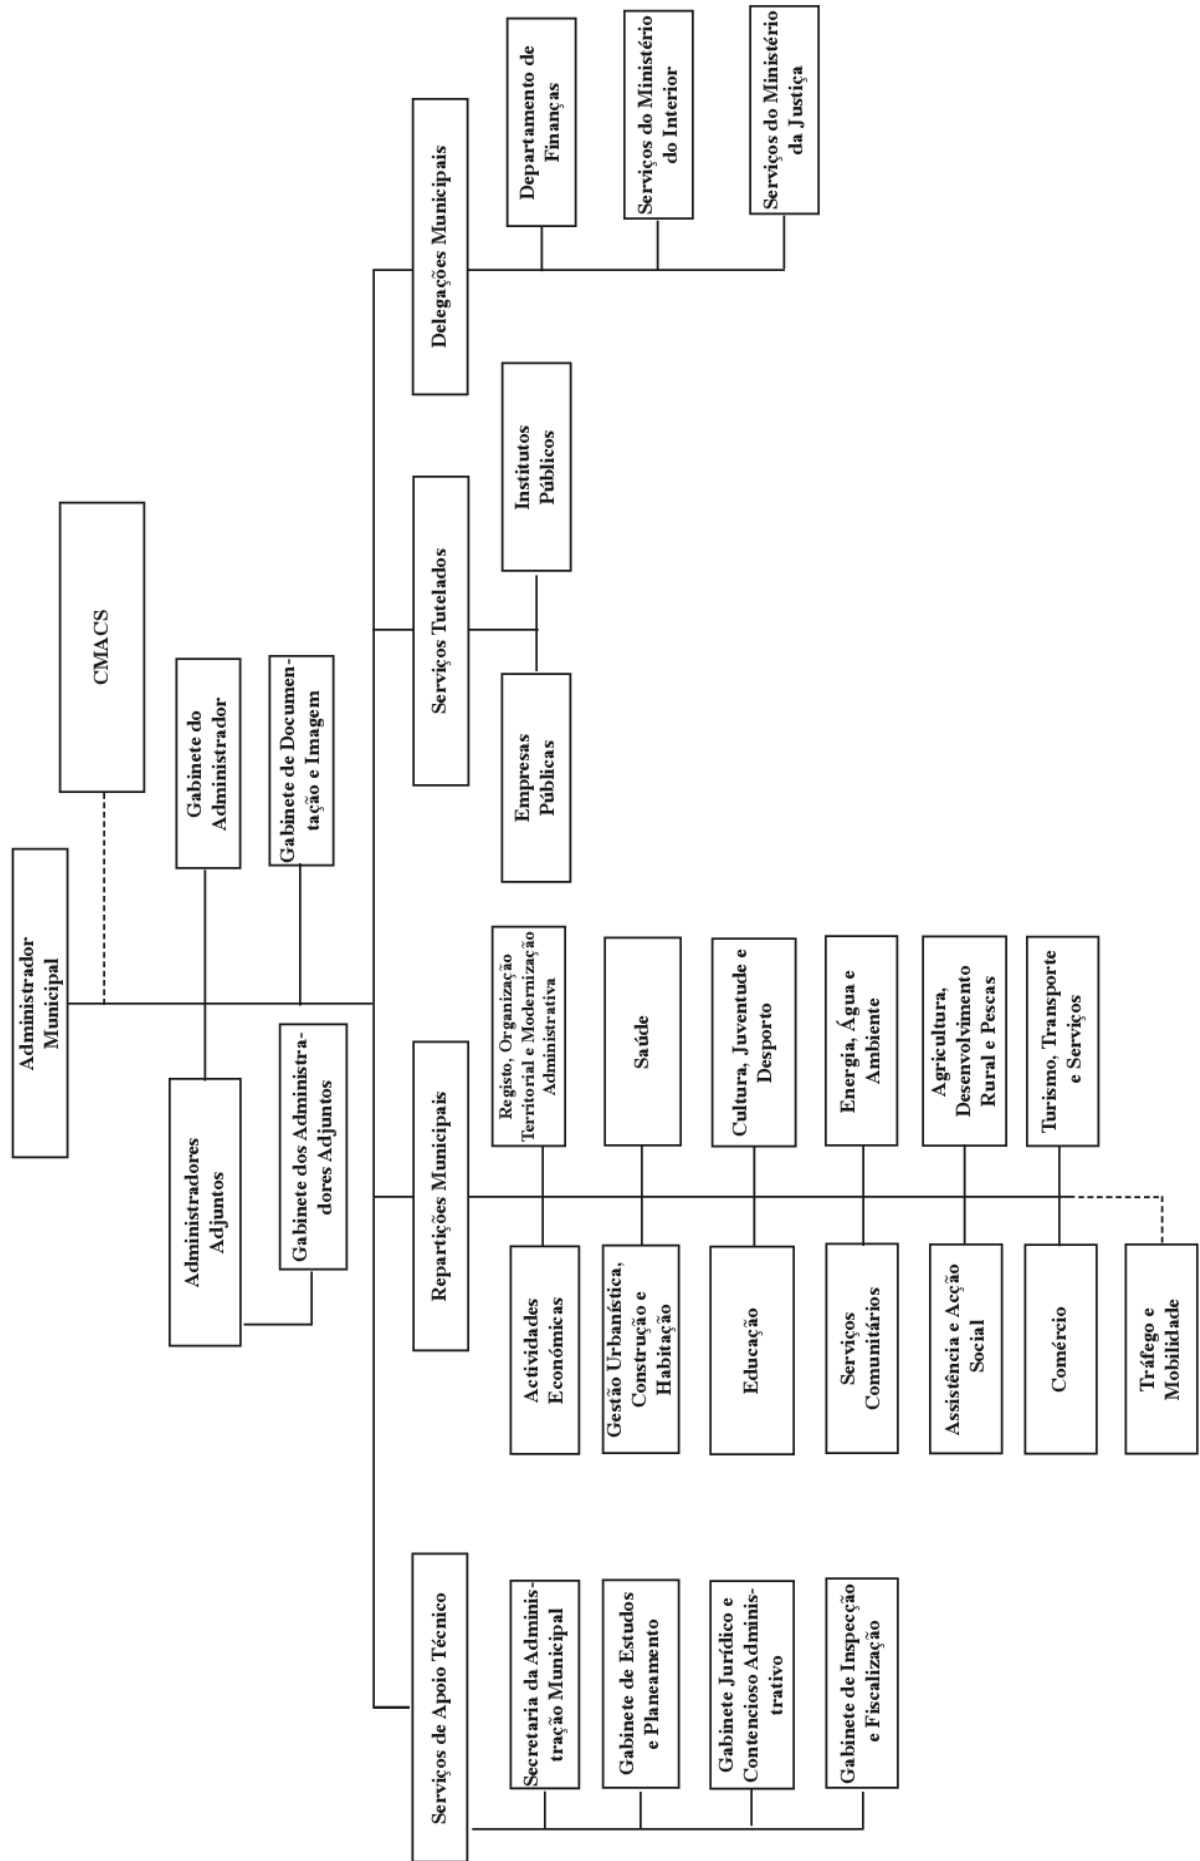 Administrador
Municipal
CMACS
Administradores
Adjuntos
Gabinete do
Administrador
Gabinete dos Administra-
dores Adjuntos
Gabinete de Documen-
tação e Imagem
Serviços de Apoio Técnico
Repartições Municipais
Serviços Tutelados
Delegações Municipais
Secretaria da Adminis-
tração Municipal
Gabinete de Estudos
e Planeamento
Gabinete Jurídico e
Contencioso Adminis-
trativo
Gabinete de Inspecção
e Fiscalização
Actividades
Económicas
Registo, Organização
Territorial e Modernização
Administrativa
Gestão Urbanística,
Construção e
Habitação
Saúde
Educação
Cultura, Juventude e
Desporto
Serviços
Comunitários
Energia, Água e
Ambiente
Assistência e Acção
Social
Agricultura,
Desenvolvimento
Rural e Pescas
Comércio
Turismo, Transporte
e Serviços
Tráfego e
Mobilidade
Empresas
Públicas
Institutos
Públicos
Departamento de
Finanças
Serviços do Ministério
do Interior
Serviços do Ministério
da Justiça